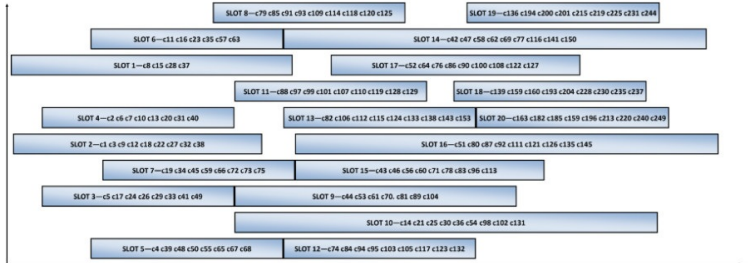 SLOT 8—c79 c85 c91 c93 c109 c114 c118 c120 c125
SLOT 19—c136 c194 c200 c201 c215 c219 c225 c231 c244
SLOT 6—c11 c16 c23 c35 c57 c63
SLOT 14—c42 c47 c58 c62 c69 c77 c116 c141 c150
SLOT 1—c8 c15 c28 c37
SLOT 17—c52 c64 c76 c86 c90 c100 c108 c122 c127
SLOT 11—c88 c97 c99 c101 c107 c110 c119 c128 c129
SLOT 18—c139 c159 c160 c193 c204 c228 c230 c235 c237
SLOT 4—c2 c6 c7 c10 c13 c20 c31 c40
SLOT 13—c82 c106 c112 c115 c124 c133 c138 c143 c153
SLOT 20—c163 c182 c185 c159 c196 c213 c220 c240 c249
SLOT 2—c1 c3 c9 c12 c18 c22 c27 c32 c38
SLOT 16—c51 c80 c87 c92 c111 c121 c126 c135 c145
SLOT 7—c19 c34 c45 c59 c66 c72 c73 c75
SLOT 15—c43 c46 c56 c60 c71 c78 c83 c96 c113
SLOT 3—c5 c17 c24 c26 c29 c33 c41 c49
SLOT 9—c44 c53 c61 c70. c81 c89 c104
SLOT 10—c14 c21 c25 c30 c36 c54 c98 c102 c131
SLOT 5—c4 c39 c48 c50 c55 c65 c67 c68
SLOT 12—c74 c84 c94 c95 c103 c105 c117 c123 c132